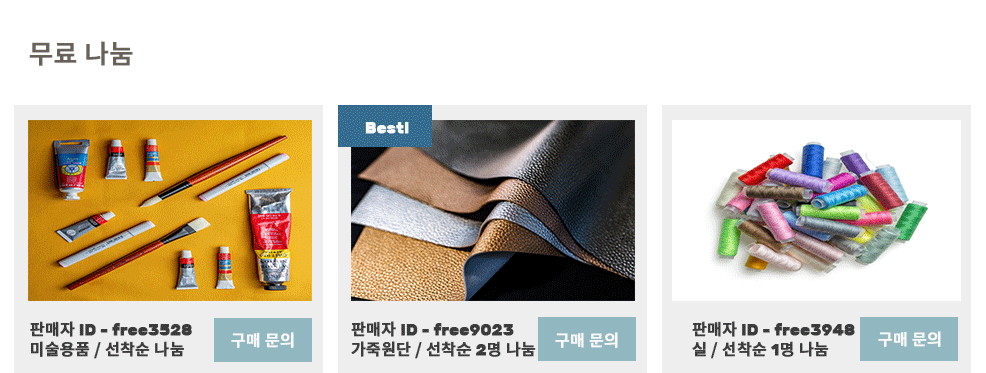 무료 나눔
Best!
판매자 ID - free3528
미술용품 / 선착순 나눔
구매 문의
판매자 ID - free9023
가죽원단 / 선착순 2명 나눔
구매 문의
판매자 ID - free3948
실 / 선착순 1명 나눔
구매 문의